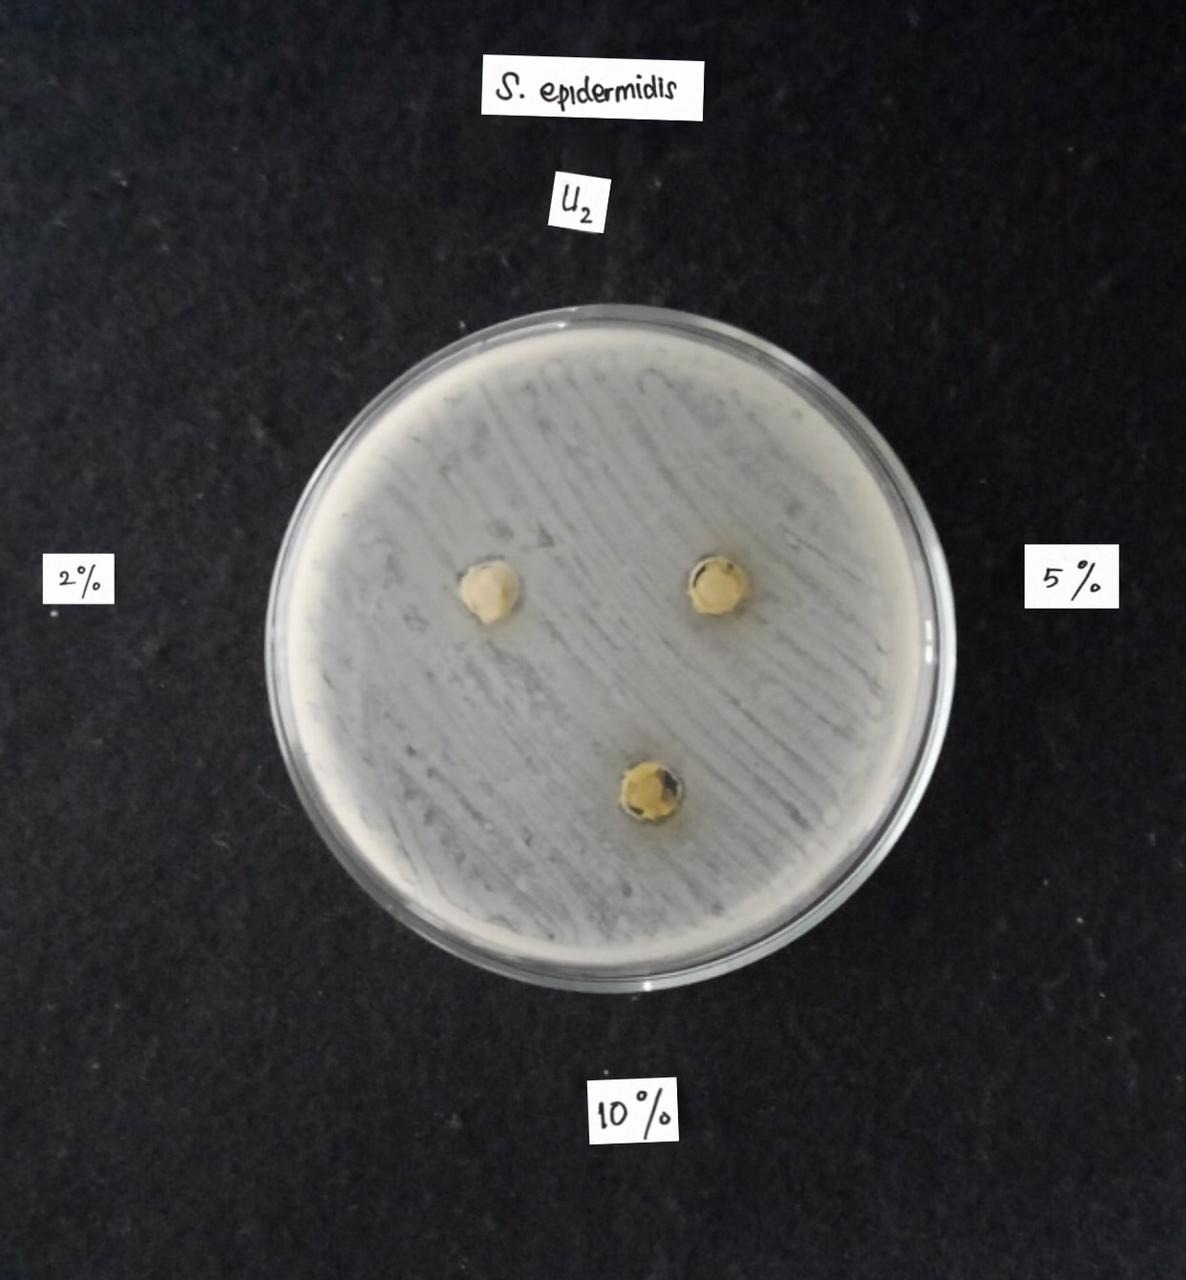 S. epidermidis
U₂
2%
5%
10%